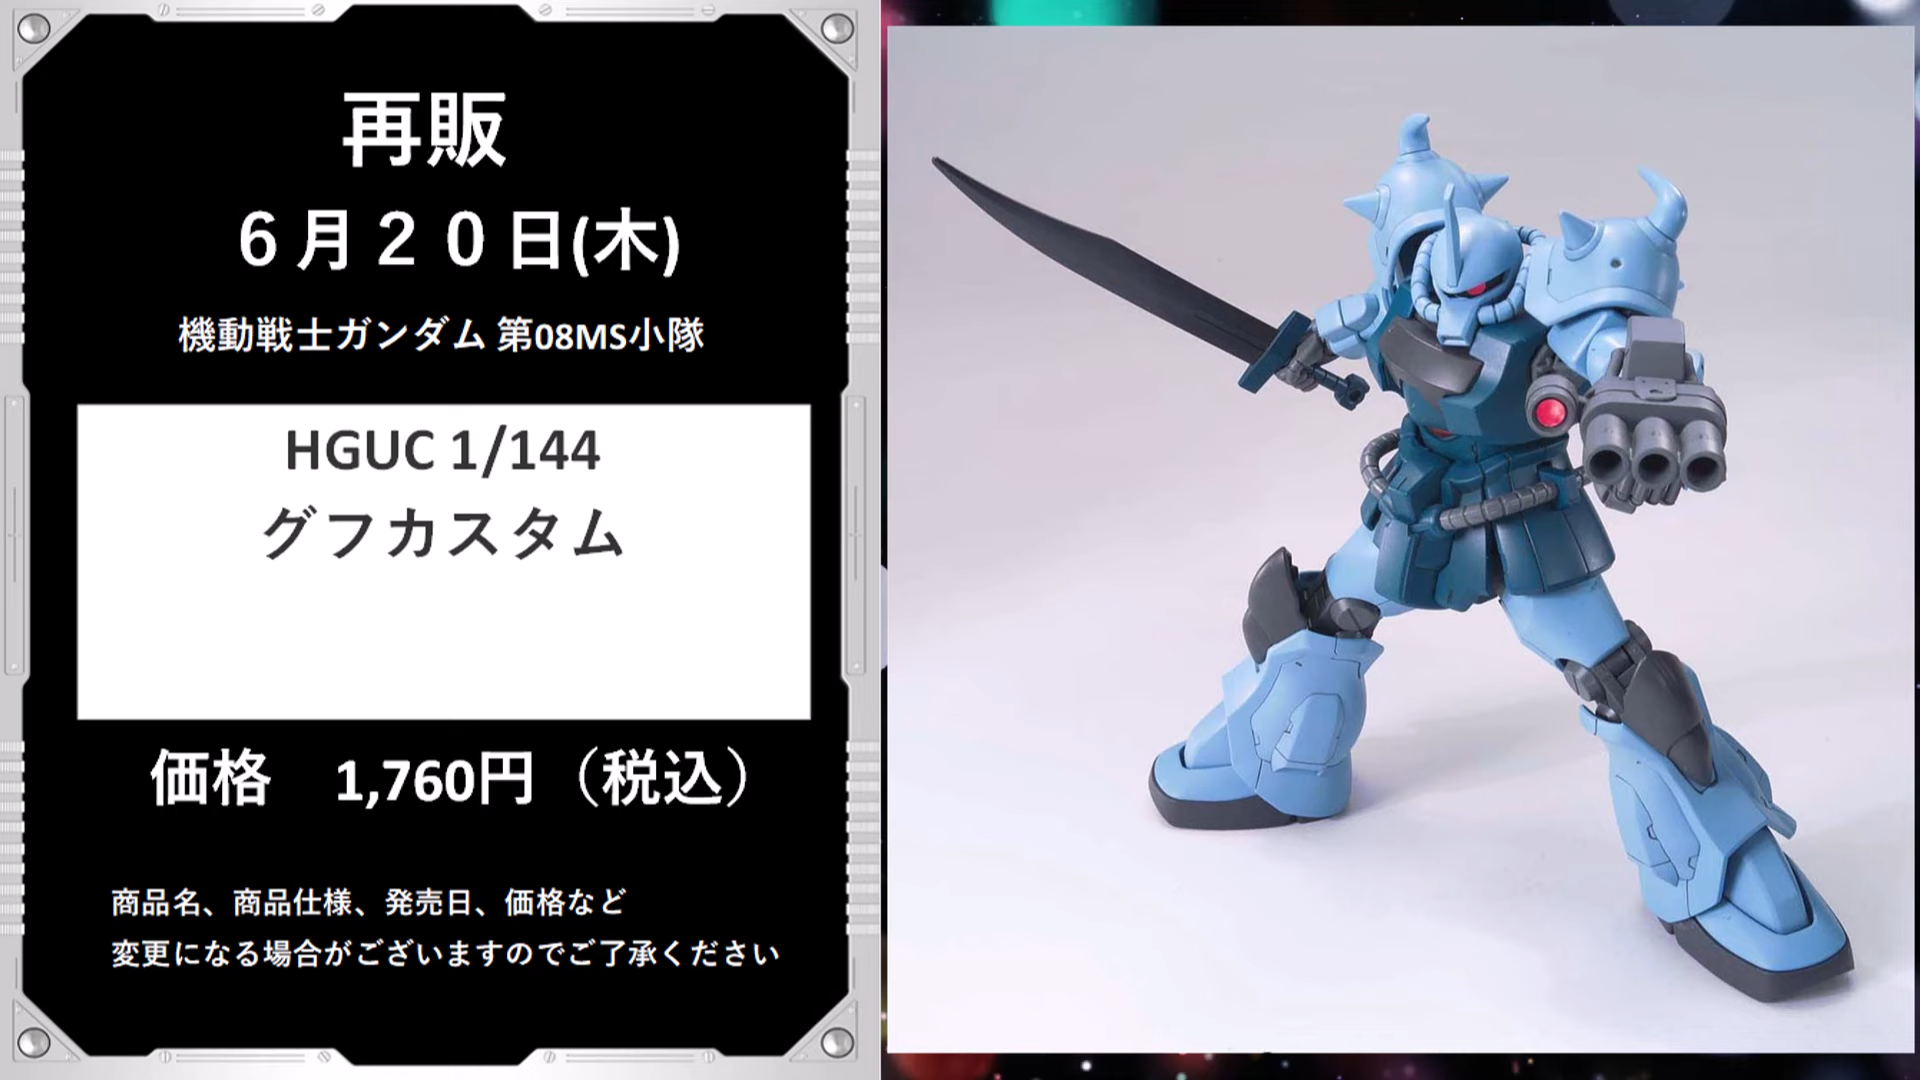 再販
６月２０日(木)
機動戦士ガンダム 第08MS小隊
HGUC 1/144
グフカスタム
価格　1,760円（税込）
商品名、商品仕様、発売日、価格など
変更になる場合がございますのでご了承ください